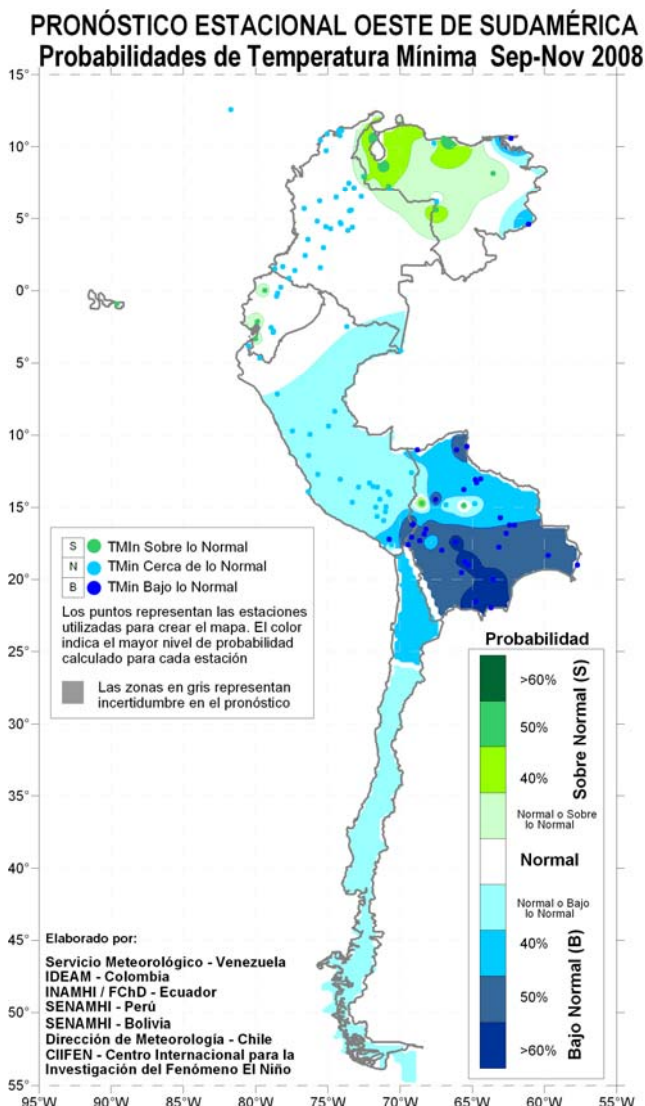 PRONÓSTICO ESTACIONAL OESTE DE SUDAMÉRICA
Probabilidades de Temperatura Mínima Sep-Nov 2008
15°
10°
5°
0°
5°
10°
15°
20°
25°
30°
35°
40°
45°
50°
55°
95°W
90°W
85°W
80°W
75°W
70°W
65°W
60°W
55°W
S TMIn Sobre lo Normal
N TMin Cerca de lo Normal
B TMin Bajo lo Normal
Los puntos representan las estaciones
utilizadas para crear el mapa. El color
indica el mayor nivel de probabilidad
calculado para cada estación
Las zonas en gris representan
incertidumbre en el pronóstico
Probabilidad
>60%
50%
40%
Normal o Sobre
lo Normal
Normal
Normal o Bajo
lo Normal
40%
50%
>60%
Sobre Normal (S)
Bajo Normal (B)
Elaborado por:
Servicio Meteorológico - Venezuela
IDEAM - Colombia
INAMHI / FChD - Ecuador
SENAMHI - Perú
SENAMHI - Bolivia
Dirección de Meteorología - Chile
CIIFEN - Centro Internacional para la
Investigación del Fenómeno El Niño